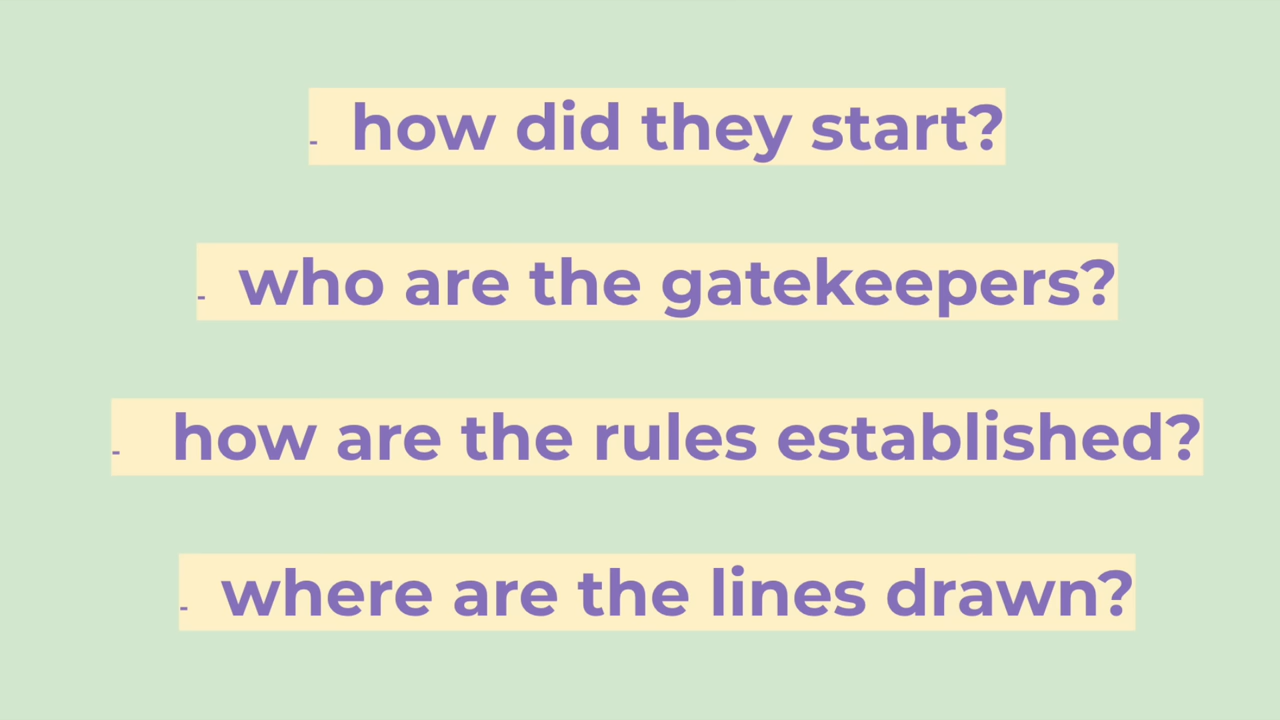 - how did they start?
- who are the gatekeepers?
- how are the rules established?
- where are the lines drawn?